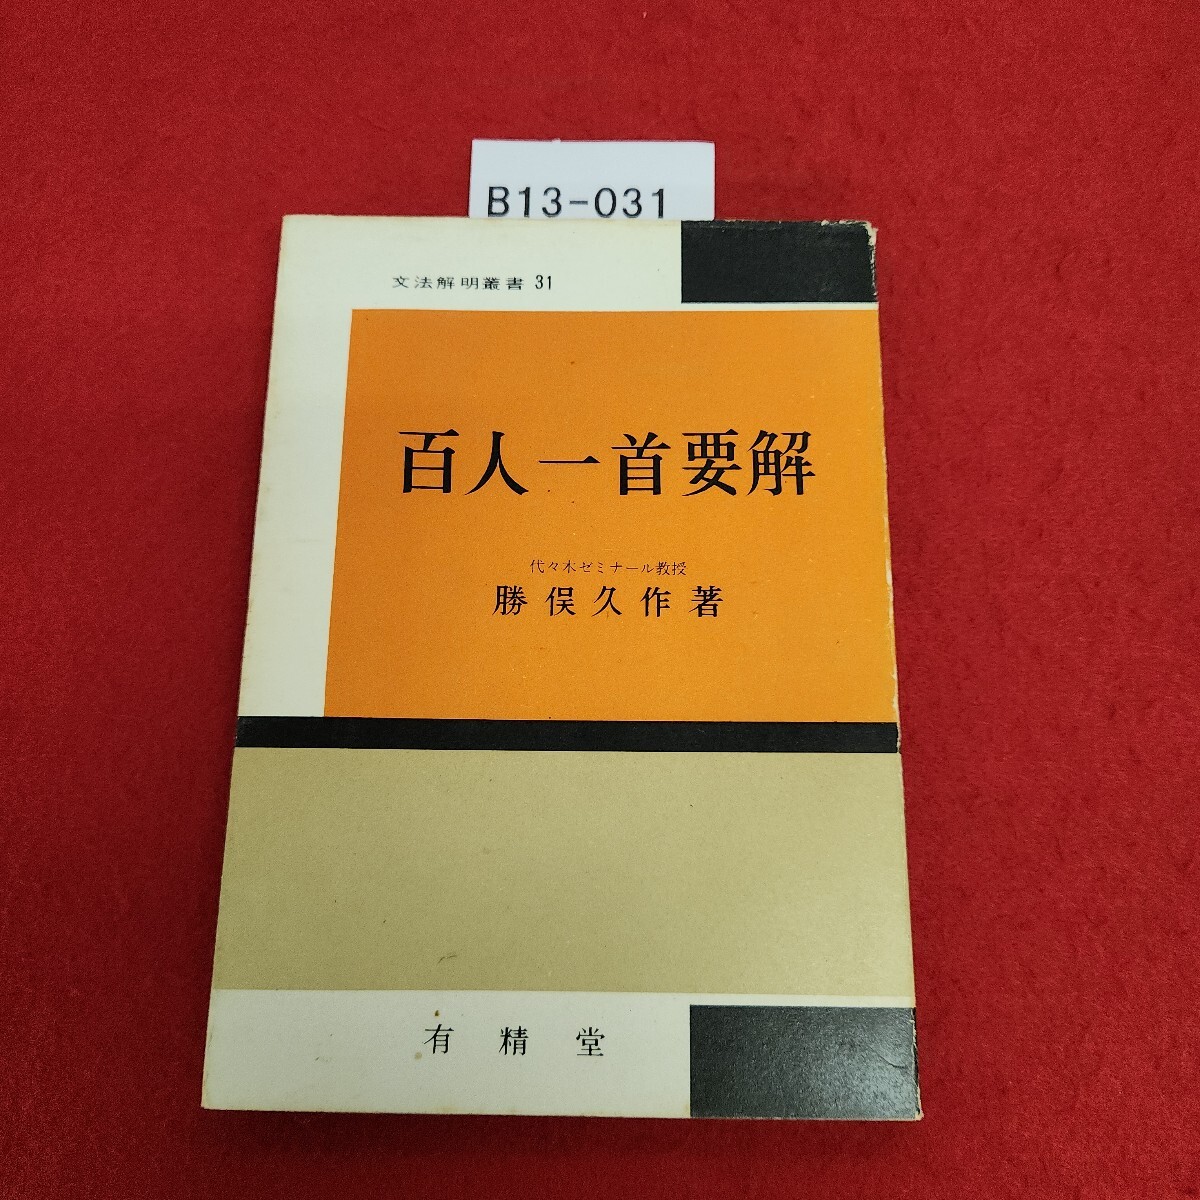 B13-031
文法解明叢書 31
百人一首要解
代々木ゼミナール教授
勝俣久作著
有精堂